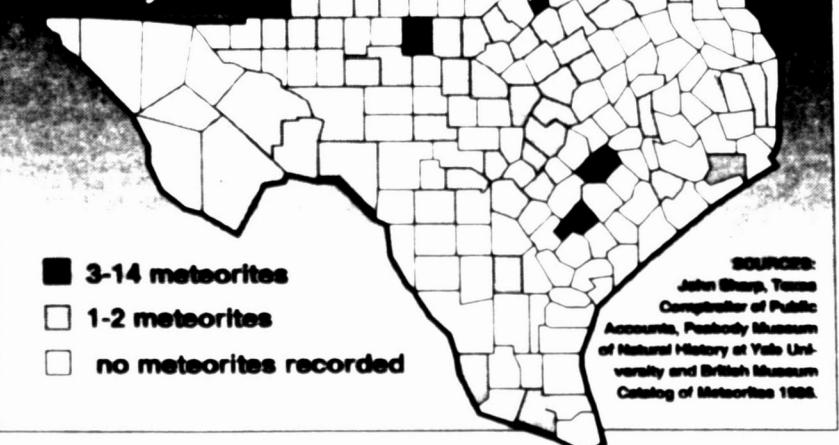 3-14 meteorites
1-2 meteorites
no meteorites recorded
SOURCES:
John Sharp, Texas
Comptroller of Public
Accounts, Peabody Museum
of Natural History at Yale Uni-
versity and British Museum
Catalog of Meteorites